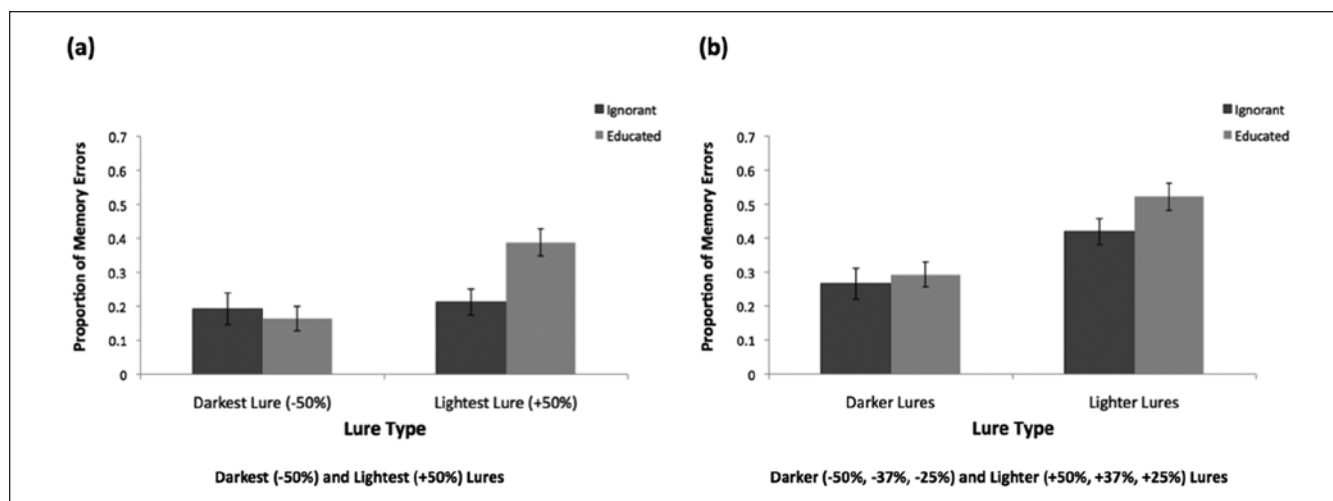 (a)
Ignorant
Educated
Proportion of Memory Errors
0.7
0.6
0.5
0.4
0.3
0.2
0.1
0
Darkest Lure (-50%)
Lightest Lure (+50%)
Lure Type
Darkest (-50%) and Lightest (+50%) Lures
(b)
Ignorant
Educated
Proportion of Memory Errors
0.7
0.6
0.5
0.4
0.3
0.2
0.1
0
Darker Lures
Lighter Lures
Lure Type
Darker (-50%, -37%, -25%) and Lighter (+50%, +37%, +25%) Lures